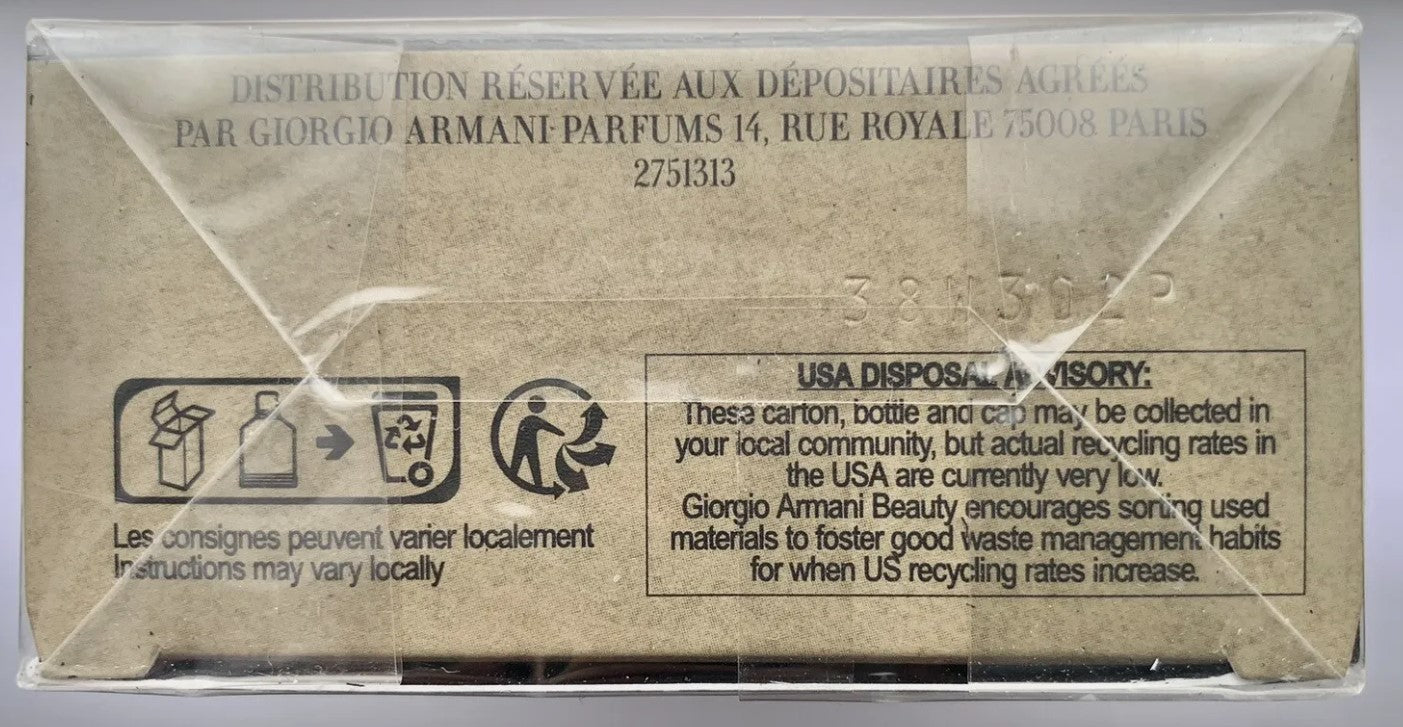 DISTRIBUTION RÉSERVÉE AUX DÉPOSITAIRES AGRÉÉS
PAR GIORGIO ARMANI PARFUMS 14, RUE ROYALE 75008 PARIS
2751313
USA DISPOSAL ADVISORY:
These carton, bottle and cap may be collected in
your local community, but actual recycling rates in
the USA are currently very low.
Giorgio Armani Beauty encourages sorting used
materials to foster good waste management habits
for when US recycling rates increase.
Les consignes peuvent varier localement
Instructions may vary locally